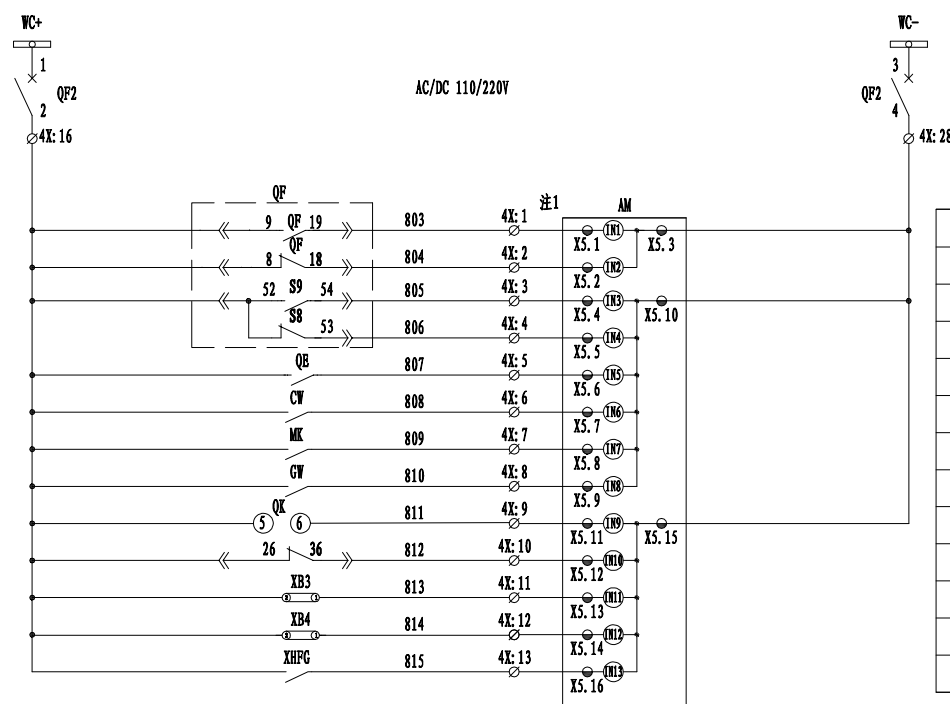 WC+ WC-
1 3
QF2 AC/DC 110/220V QF2
2 4
4X:16 4X:28
QF 注1 AM
9 QF 19 803 4X:1 X5.1 IN1 X5.3
8 QF 18 804 4X:2 X5.2 IN2
52 S9 54 805 4X:3 X5.4 IN3 X5.10
S8 53 806 4X:4 X5.5 IN4
QE 807 4X:5 X5.6 IN5
CW 808 4X:6 X5.7 IN6
MK 809 4X:7 X5.8 IN7
GW 810 4X:8 X5.9 IN8
QK 5 6 811 4X:9 X5.11 IN9 X5.15
26 36 812 4X:10 X5.12 IN10
XB3 2 1 813 4X:11 X5.13 IN11
XB4 2 1 814 4X:12 X5.14 IN12
XHFG 815 4X:13 X5.16 IN13